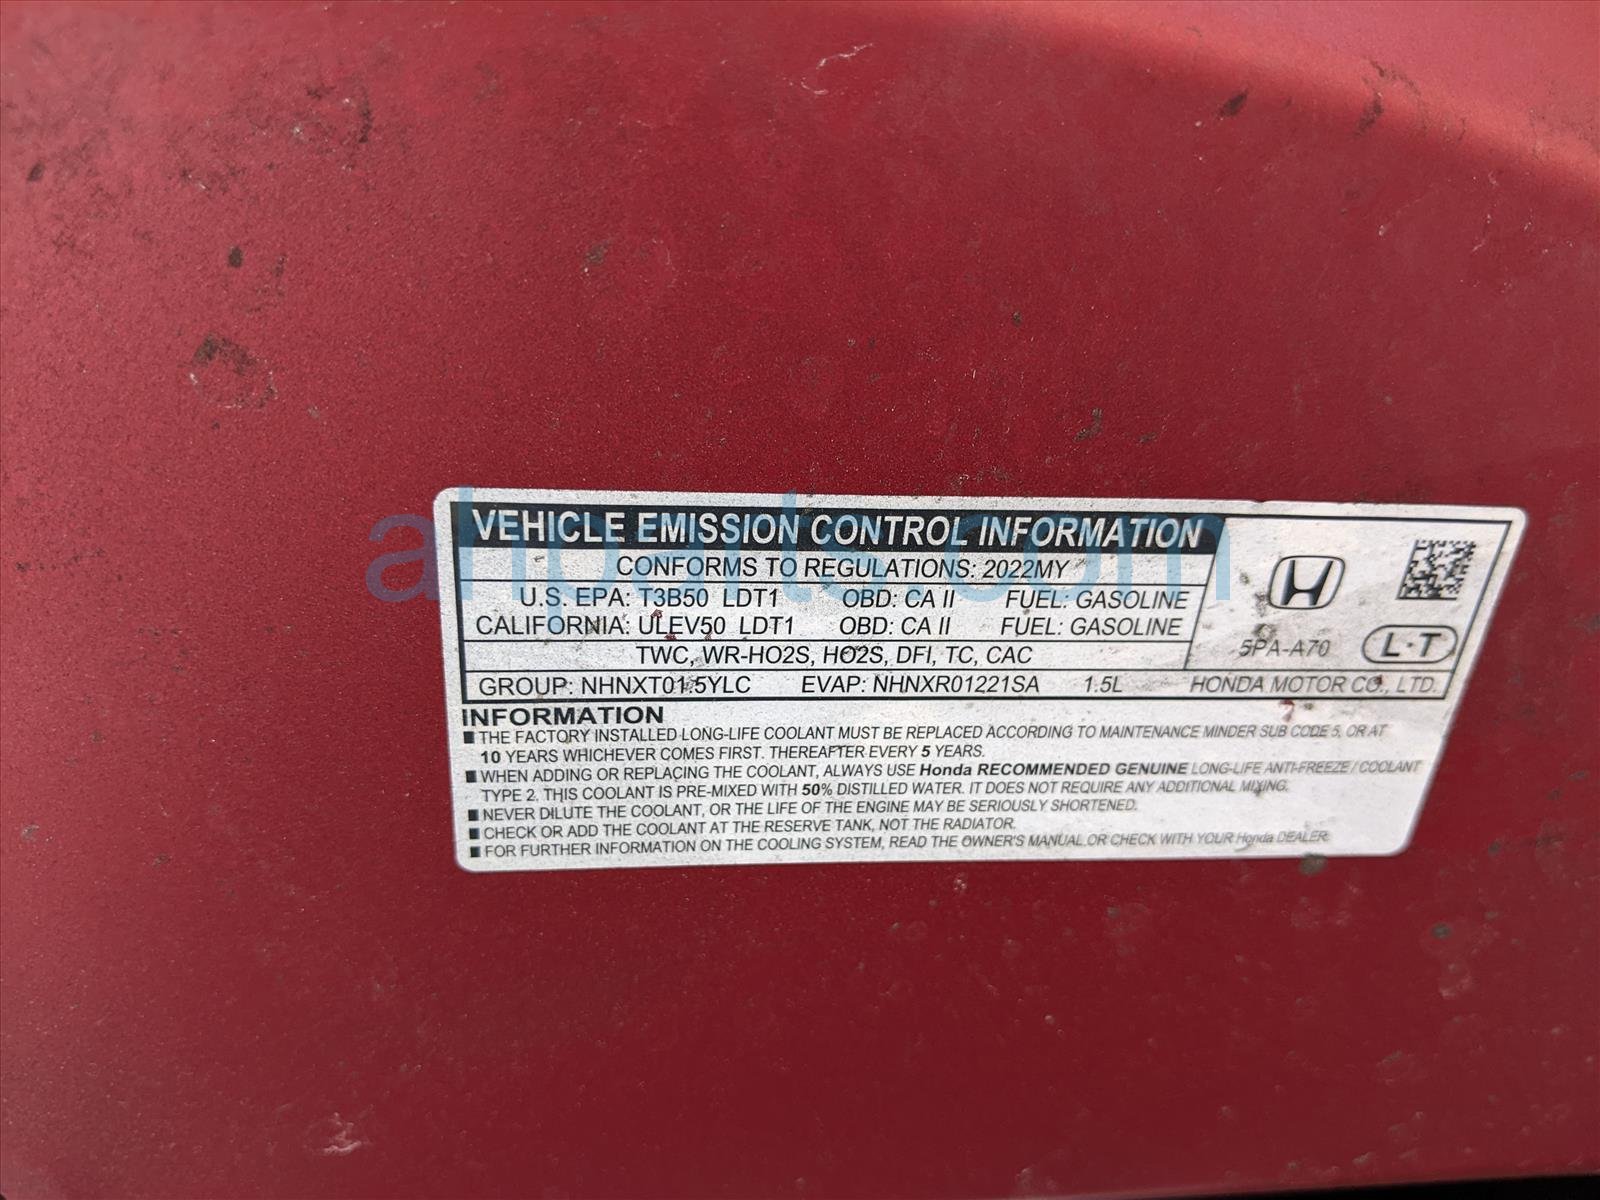 VEHICLE EMISSION CONTROL INFORMATION
CONFORMS TO REGULATIONS: 2022MY
U.S. EPA: T3B50 LDT1 OBD: CA II FUEL: GASOLINE
CALIFORNIA: ULEV50 LDT1 OBD: CA II FUEL: GASOLINE
TWC, WR-HO2S, HO2S, DFI, TC, CAC
5PA-A70 L·T
GROUP: NHNXT01.5YLC EVAP: NHNXR01221SA 1.5L HONDA MOTOR CO., LTD.
INFORMATION
■ THE FACTORY INSTALLED LONG-LIFE COOLANT MUST BE REPLACED ACCORDING TO MAINTENANCE MINDER SUB CODE 5, OR AT
10 YEARS WHICHEVER COMES FIRST. THEREAFTER EVERY 5 YEARS.
■ WHEN ADDING OR REPLACING THE COOLANT, ALWAYS USE Honda RECOMMENDED GENUINE LONG-LIFE ANTI-FREEZE / COOLANT
TYPE 2. THIS COOLANT IS PRE-MIXED WITH 50% DISTILLED WATER. IT DOES NOT REQUIRE ANY ADDITIONAL MIXING.
■ NEVER DILUTE THE COOLANT, OR THE LIFE OF THE ENGINE MAY BE SERIOUSLY SHORTENED.
■ CHECK OR ADD THE COOLANT AT THE RESERVE TANK, NOT THE RADIATOR.
■ FOR FURTHER INFORMATION ON THE COOLING SYSTEM, READ THE OWNER'S MANUAL OR CHECK WITH YOUR Honda DEALER.
ahparts.com